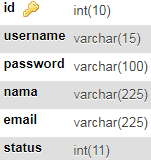 id int(10)
username varchar(15)
password varchar(100)
nama varchar(225)
email varchar(225)
status int(11)